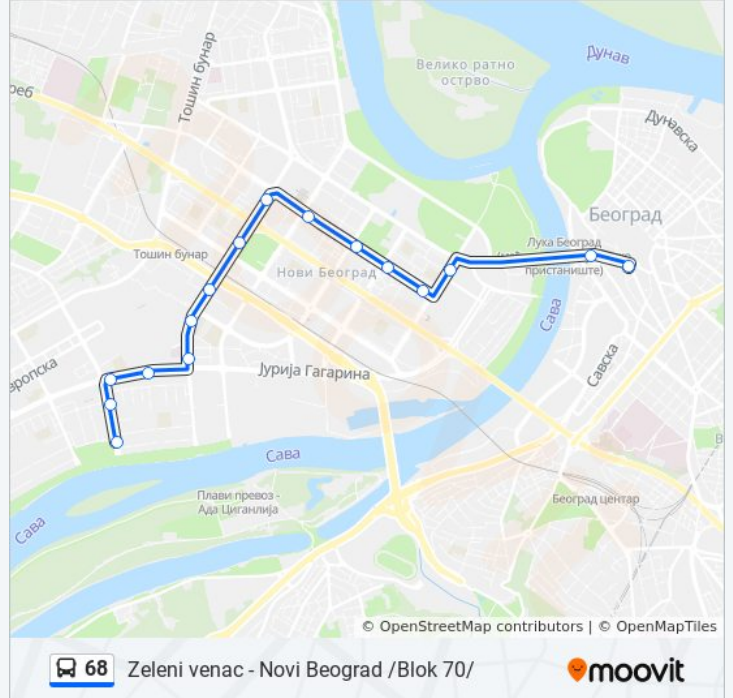 Дунав
Велико ратно
острво
Тошин бунар
реб
Дунавска
Београд
Лука Београд
пристаниште)
Тошин бунар
Нови Београд
Сава
Савска
вропска
Јурија Гагарина
Сава
Плави превоз -
Ада Циганлија
Београд центар
В
Сава
© OpenStreetMap contributors | © OpenMapTiles
68 Zeleni venac - Novi Beograd /Blok 70/
moovit